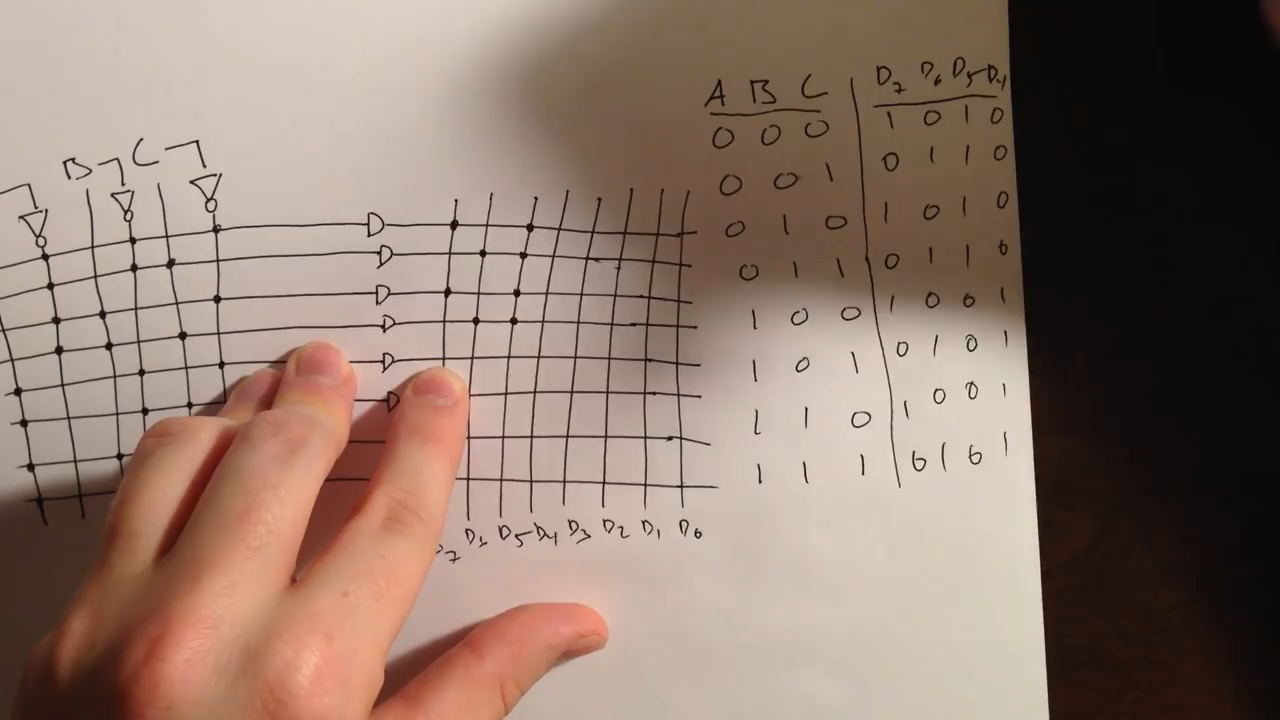 B C
A B C D7 D6 D5 D4
0 0 0 1 0 1 0
0 0 1 0 1 1 0
0 1 0 1 0 1 0
0 1 1 0 1 1 0
1 0 0 1 0 0 1
1 0 1 0 1 0 1
1 1 0 1 0 0 1
1 1 1 0 1 0 1
D7 D6 D5 D4 D3 D2 D1 D0